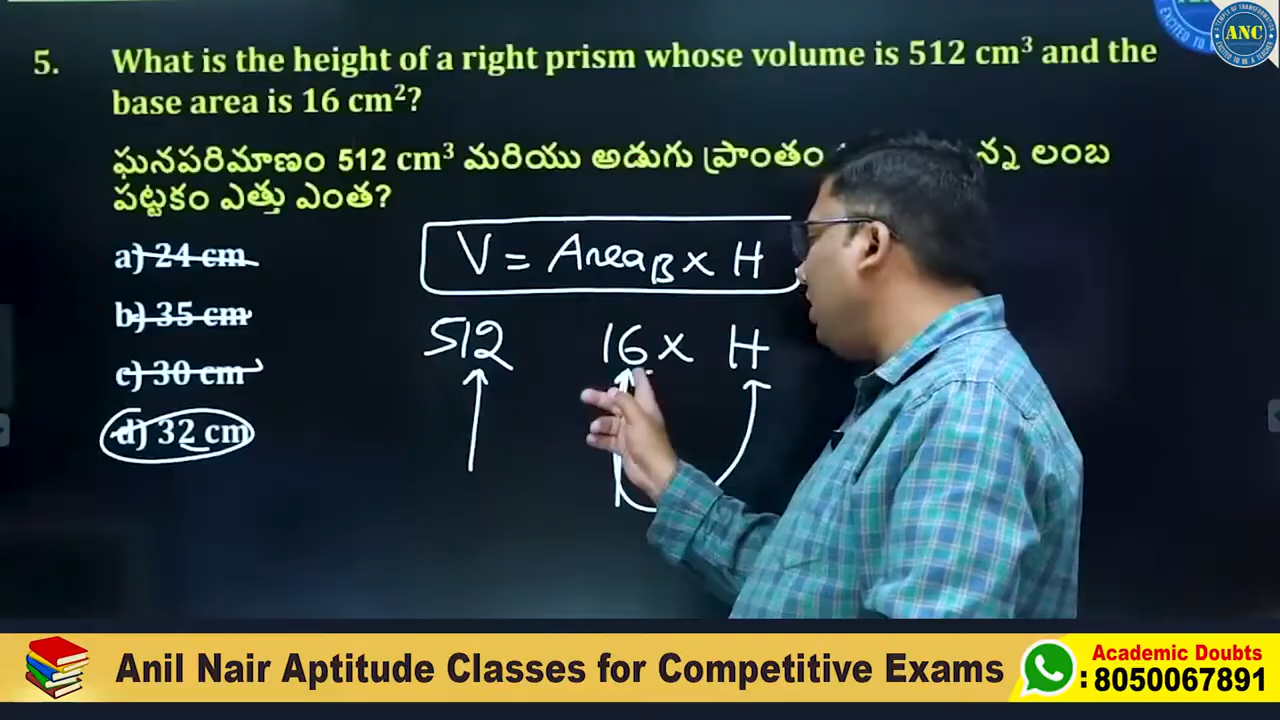 5. What is the height of a right prism whose volume is 512 cm³ and the
base area is 16 cm²?
ఘనపరిమాణం 512 cm³ మరియు అడుగు ప్రాంతం న్న లంబ
పట్టకం ఎత్తు ఎంత?
a) 24 cm
b) 35 cm
c) 30 cm
d) 32 cm
V = Area B x H
512 16 x H
ANC
Anil Nair Aptitude Classes for Competitive Exams
Academic Doubts
: 8050067891